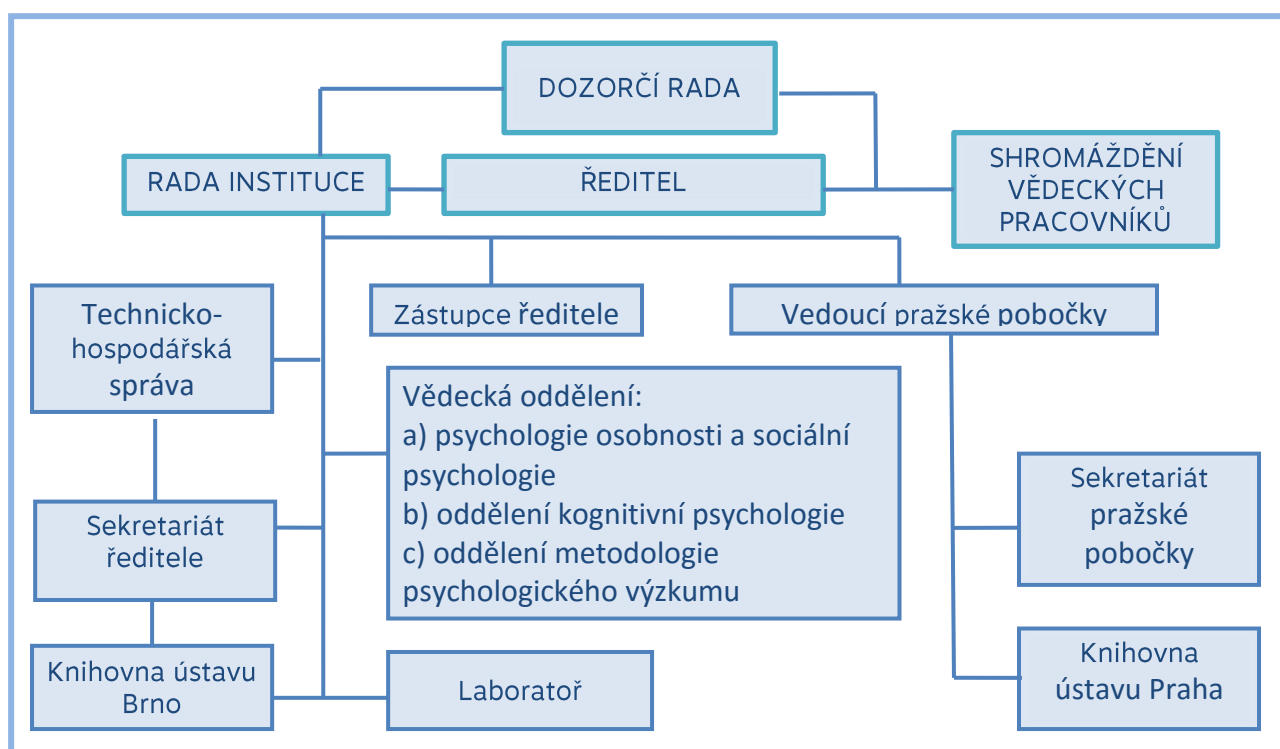 DOZORČÍ RADA
RADA INSTITUCE
ŘEDITEL
SHROMÁŽDĚNÍ
VĚDECKÝCH
PRACOVNÍKŮ
Technicko-
hospodářská
správa
Zástupce ředitele
Vedoucí pražské pobočky
Vědecká oddělení:
a) psychologie osobnosti a sociální
psychologie
b) oddělení kognitivní psychologie
c) oddělení metodologie
psychologického výzkumu
Sekretariát
ředitele
Sekretariát
pražské
pobočky
Knihovna ústavu
Brno
Laboratoř
Knihovna
ústavu Praha